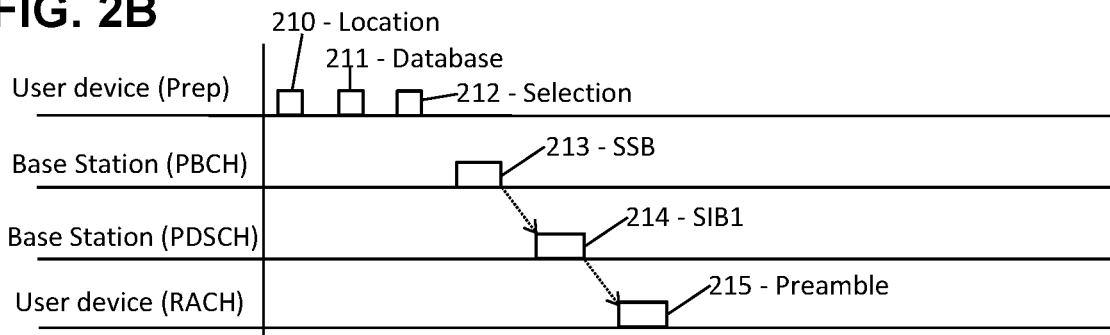 FIG. 2B
210 - Location
211 - Database
User device (Prep)
212 - Selection
213 - SSB
Base Station (PBCH)
214 - SIB1
Base Station (PDSCH)
215 - Preamble
User device (RACH)